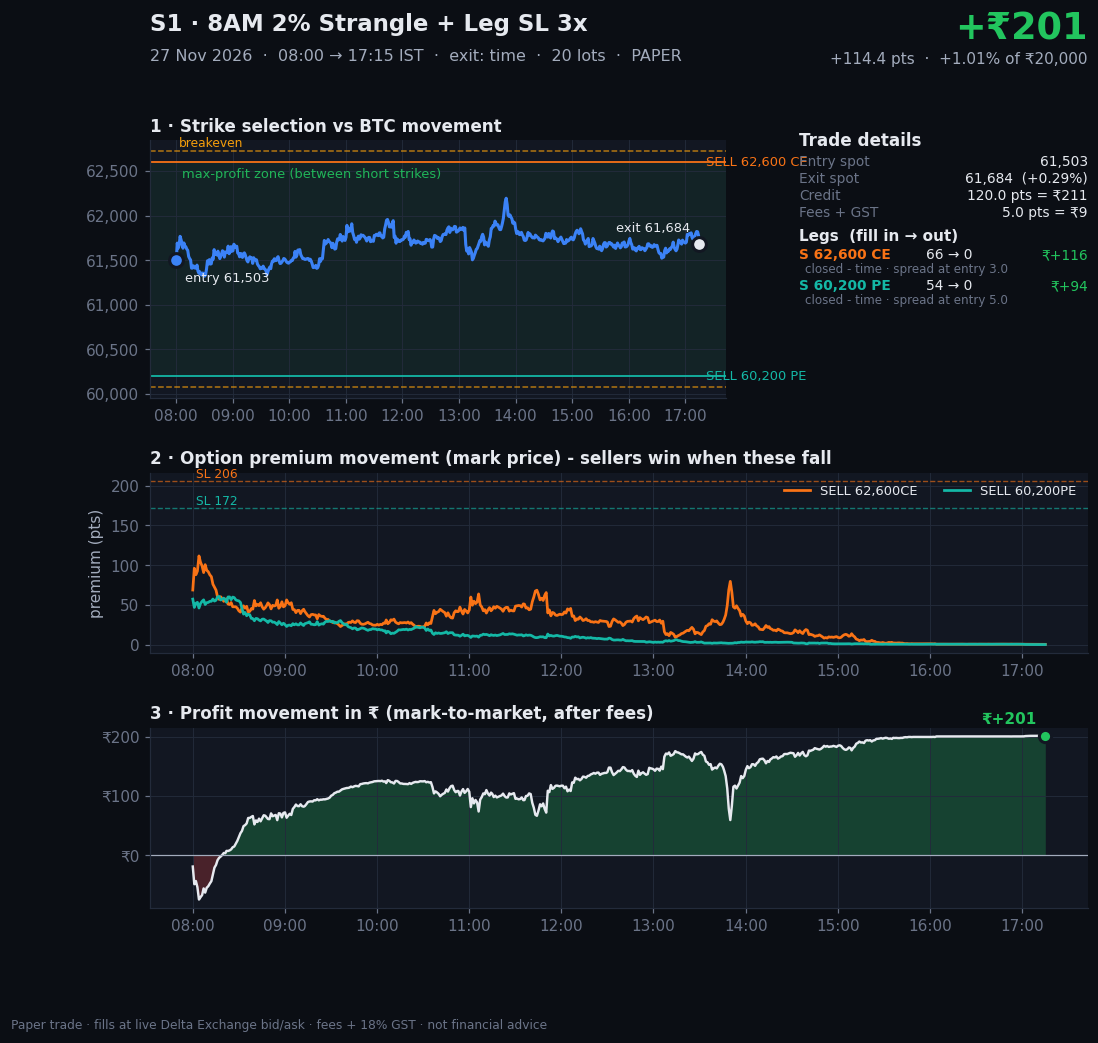 S1 · 8AM 2% Strangle + Leg SL 3x
+₹201
27 Nov 2026 · 08:00 → 17:15 IST · exit: time · 20 lots · PAPER
+114.4 pts · +1.01% of ₹20,000
1 · Strike selection vs BTC movement
breakeven
SELL 62,600 CE
max-profit zone (between short strikes)
exit 61,684
entry 61,503
SELL 60,200 PE
62,500
62,000
61,500
61,000
60,500
60,000
08:00 09:00 10:00 11:00 12:00 13:00 14:00 15:00 16:00 17:00
Trade details
Entry spot 61,503
Exit spot 61,684 (+0.29%)
Credit 120.0 pts = ₹211
Fees + GST 5.0 pts = ₹9
Legs (fill in → out)
S 62,600 CE 66 → 0 ₹+116
closed - time · spread at entry 3.0
S 60,200 PE 54 → 0 ₹+94
closed - time · spread at entry 5.0
2 · Option premium movement (mark price) - sellers win when these fall
SL 206
SL 172
SELL 62,600CE SELL 60,200PE
premium (pts)
200
150
100
50
0
08:00 09:00 10:00 11:00 12:00 13:00 14:00 15:00 16:00 17:00
3 · Profit movement in ₹ (mark-to-market, after fees)
₹+201
₹200
₹100
₹0
08:00 09:00 10:00 11:00 12:00 13:00 14:00 15:00 16:00 17:00
Paper trade · fills at live Delta Exchange bid/ask · fees + 18% GST · not financial advice